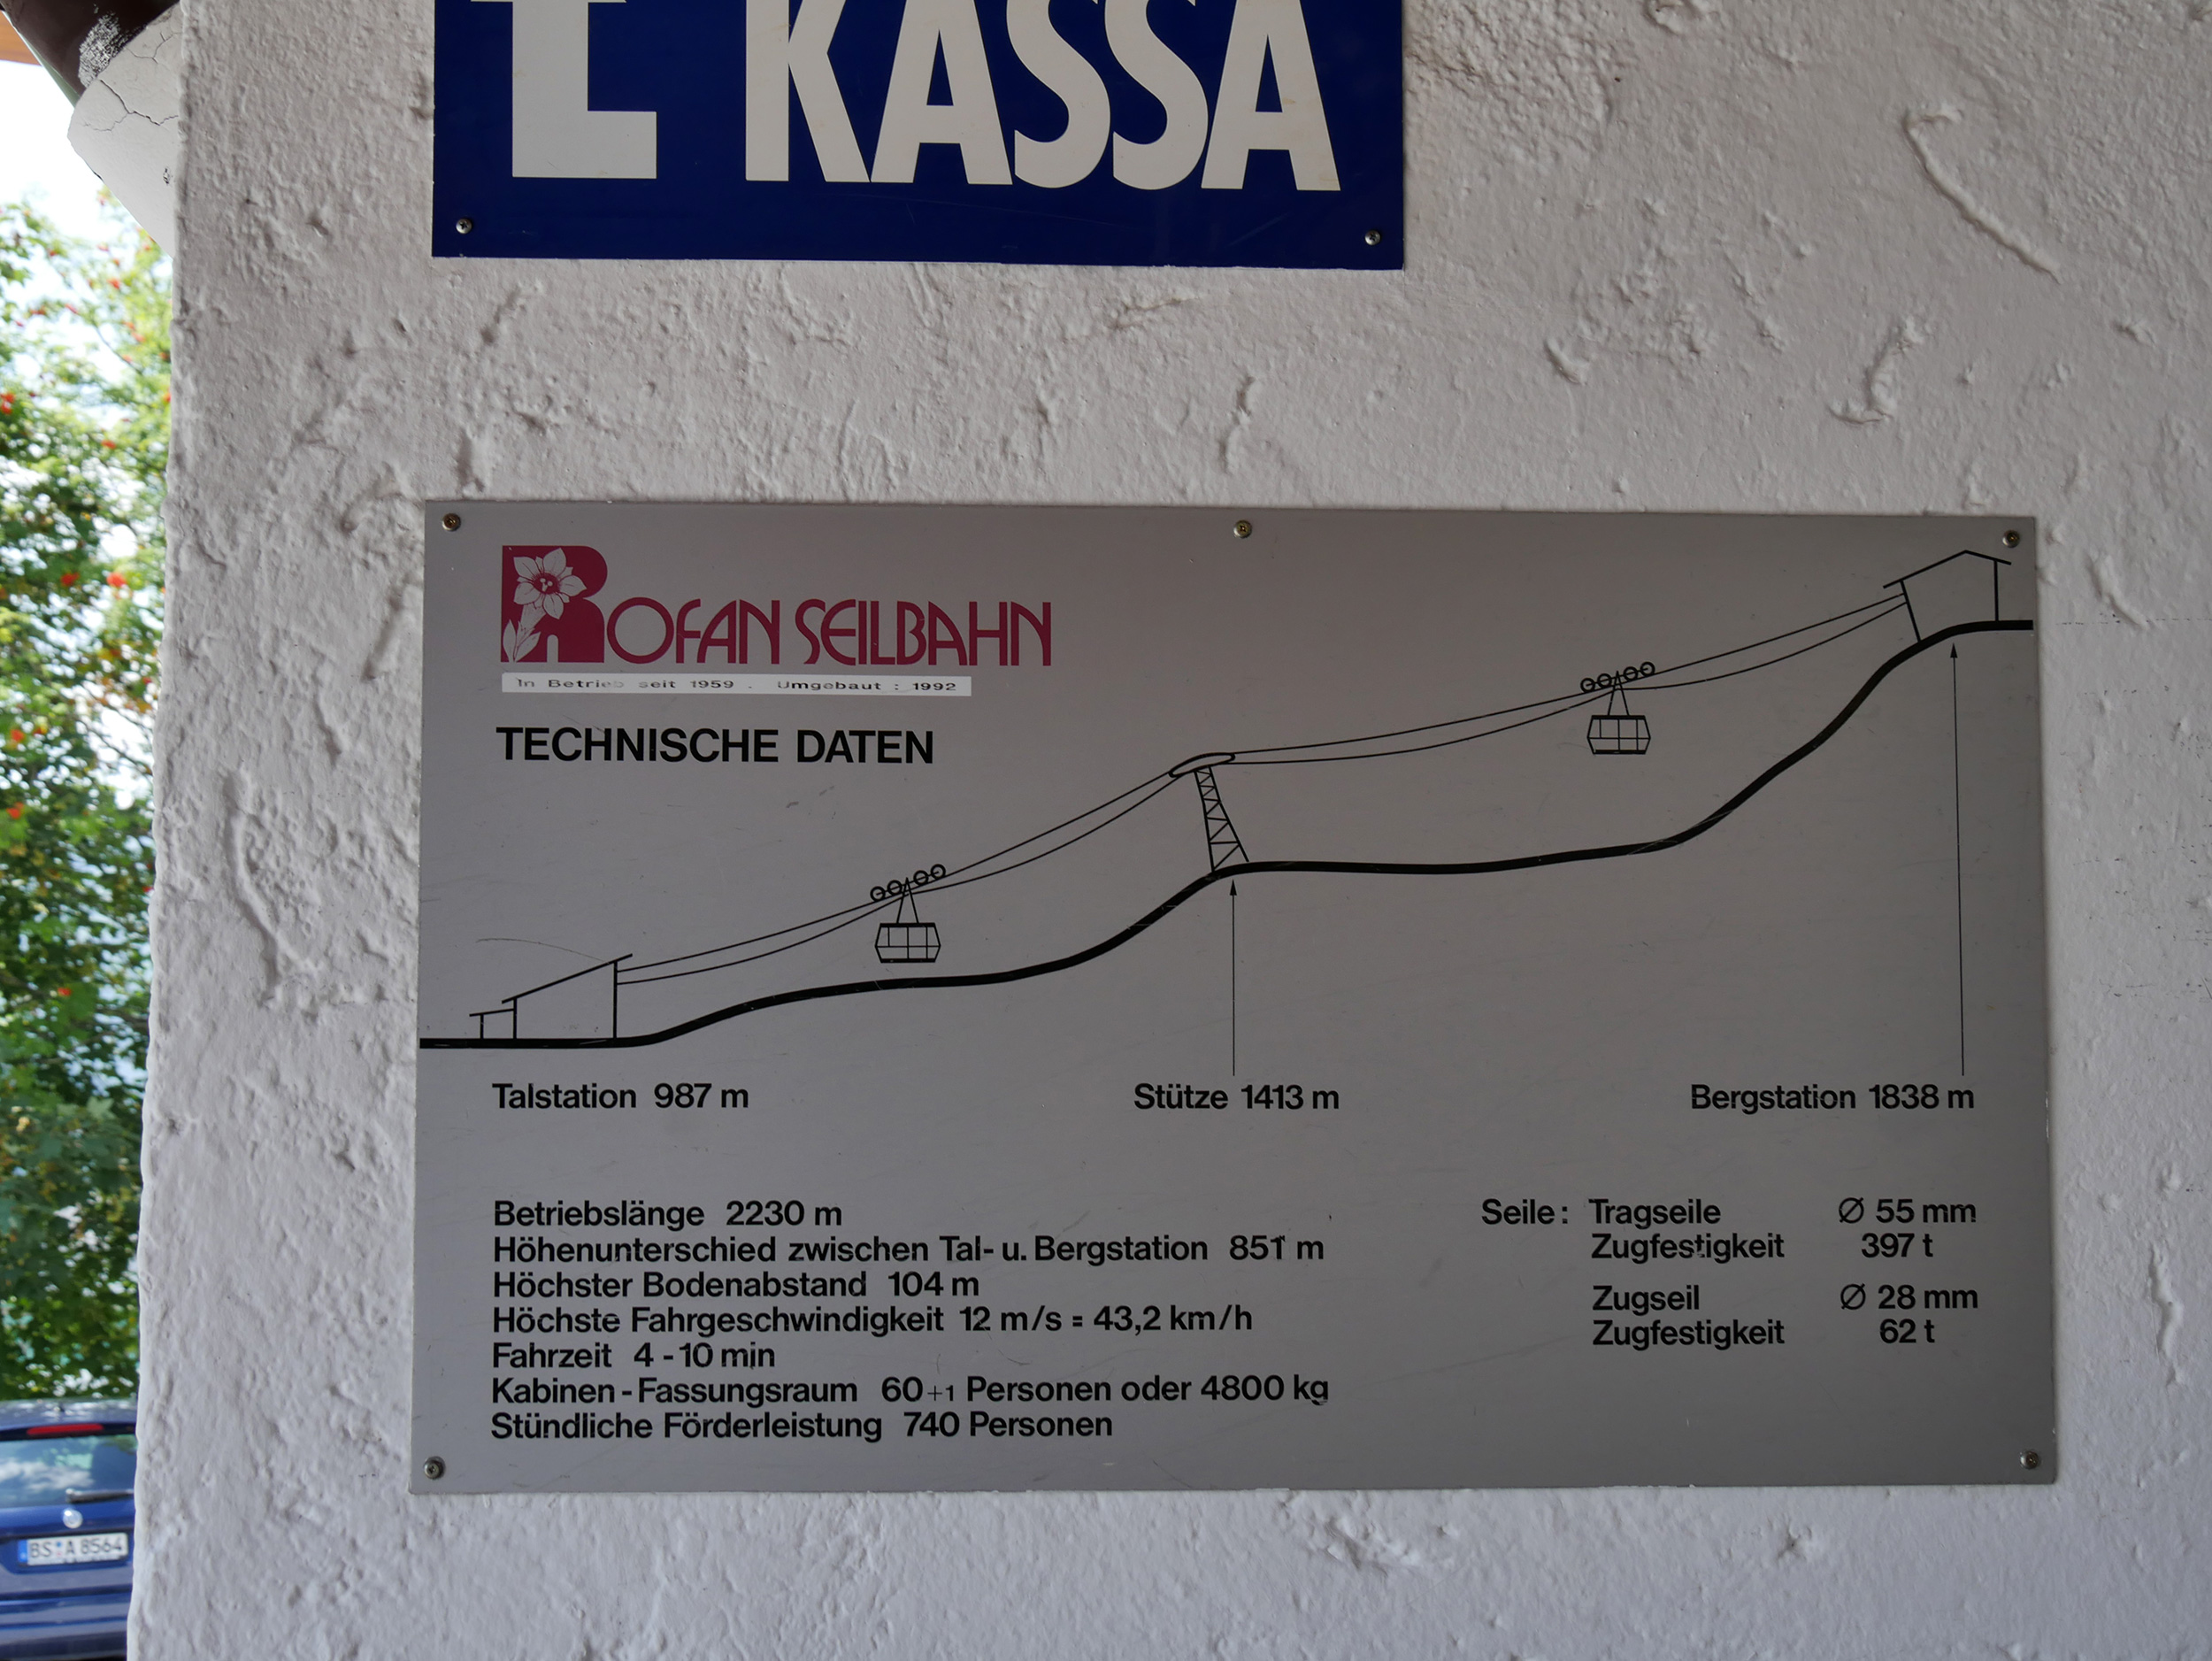 t KASSA
ROFAN SEILBAHN
In Betrieb seit 1959 . Umgebaut : 1992
TECHNISCHE DATEN
Talstation 987 m
Stütze 1413 m
Bergstation 1838 m
Betriebslänge 2230 m
Höhenunterschied zwischen Tal- u. Bergstation 851 m
Höchster Bodenabstand 104 m
Höchste Fahrgeschwindigkeit 12 m/s = 43,2 km/h
Fahrzeit 4 - 10 min
Kabinen - Fassungsraum 60 +1 Personen oder 4800 kg
Stündliche Förderleistung 740 Personen
Seile : Tragseile Ø 55 mm
Zugfestigkeit 397 t
Zugseil Ø 28 mm
Zugfestigkeit 62 t
BS A 8564